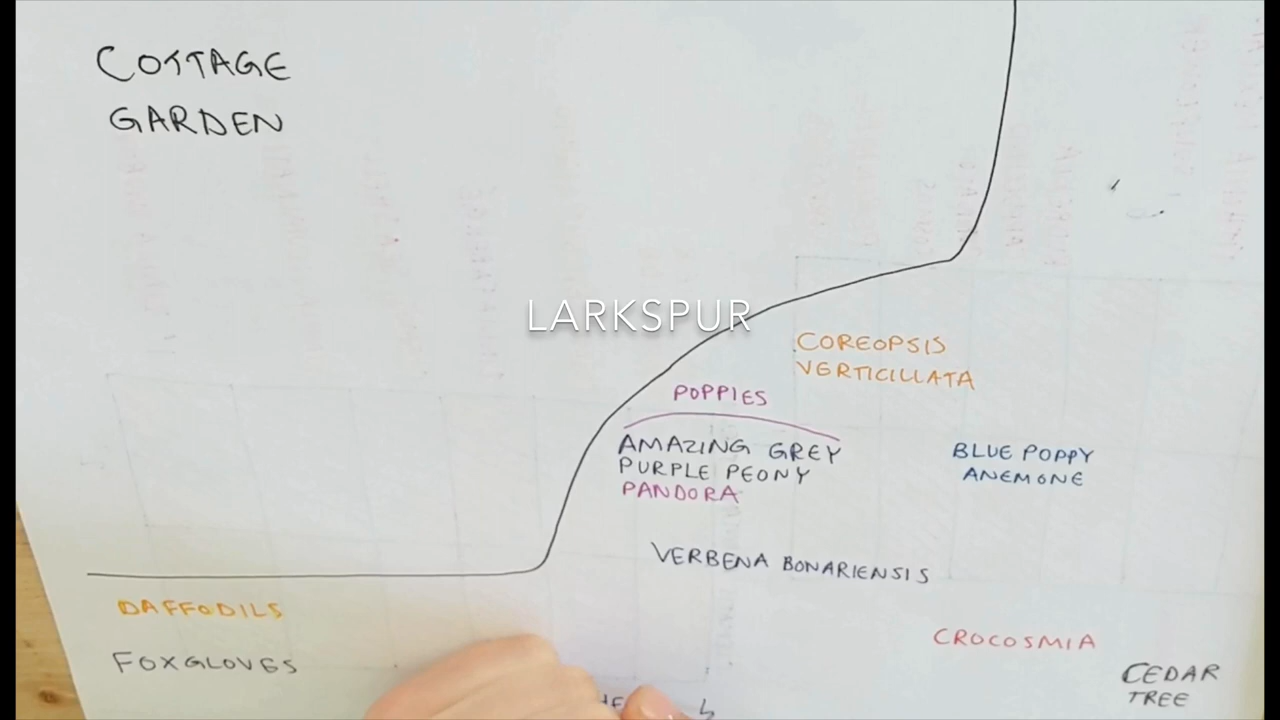 COTTAGE
GARDEN
LARKSPUR
COREOPSIS
VERTICILLATA
POPPIES
AMAZING GREY
PURPLE PEONY
PANDORA
BLUE POPPY
ANEMONE
VERBENA BONARIENSIS
DAFFODILS
FOXGLOVES
CROCOSMIA
CEDAR
TREE